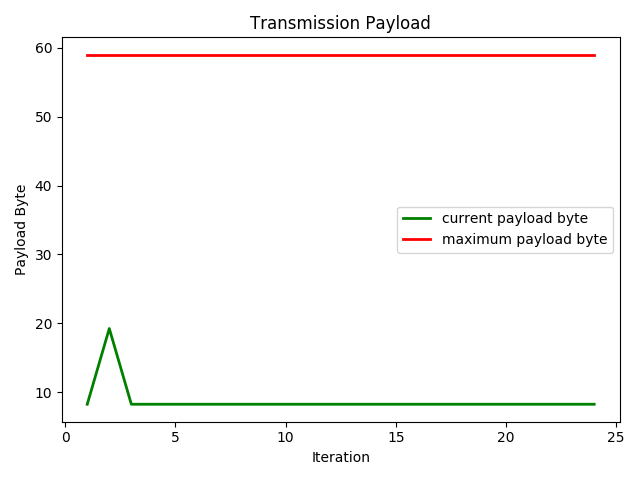 Transmission Payload
Payload Byte
60
50
40
30
20
10
current payload byte
maximum payload byte
0
5
10
15
20
25
Iteration